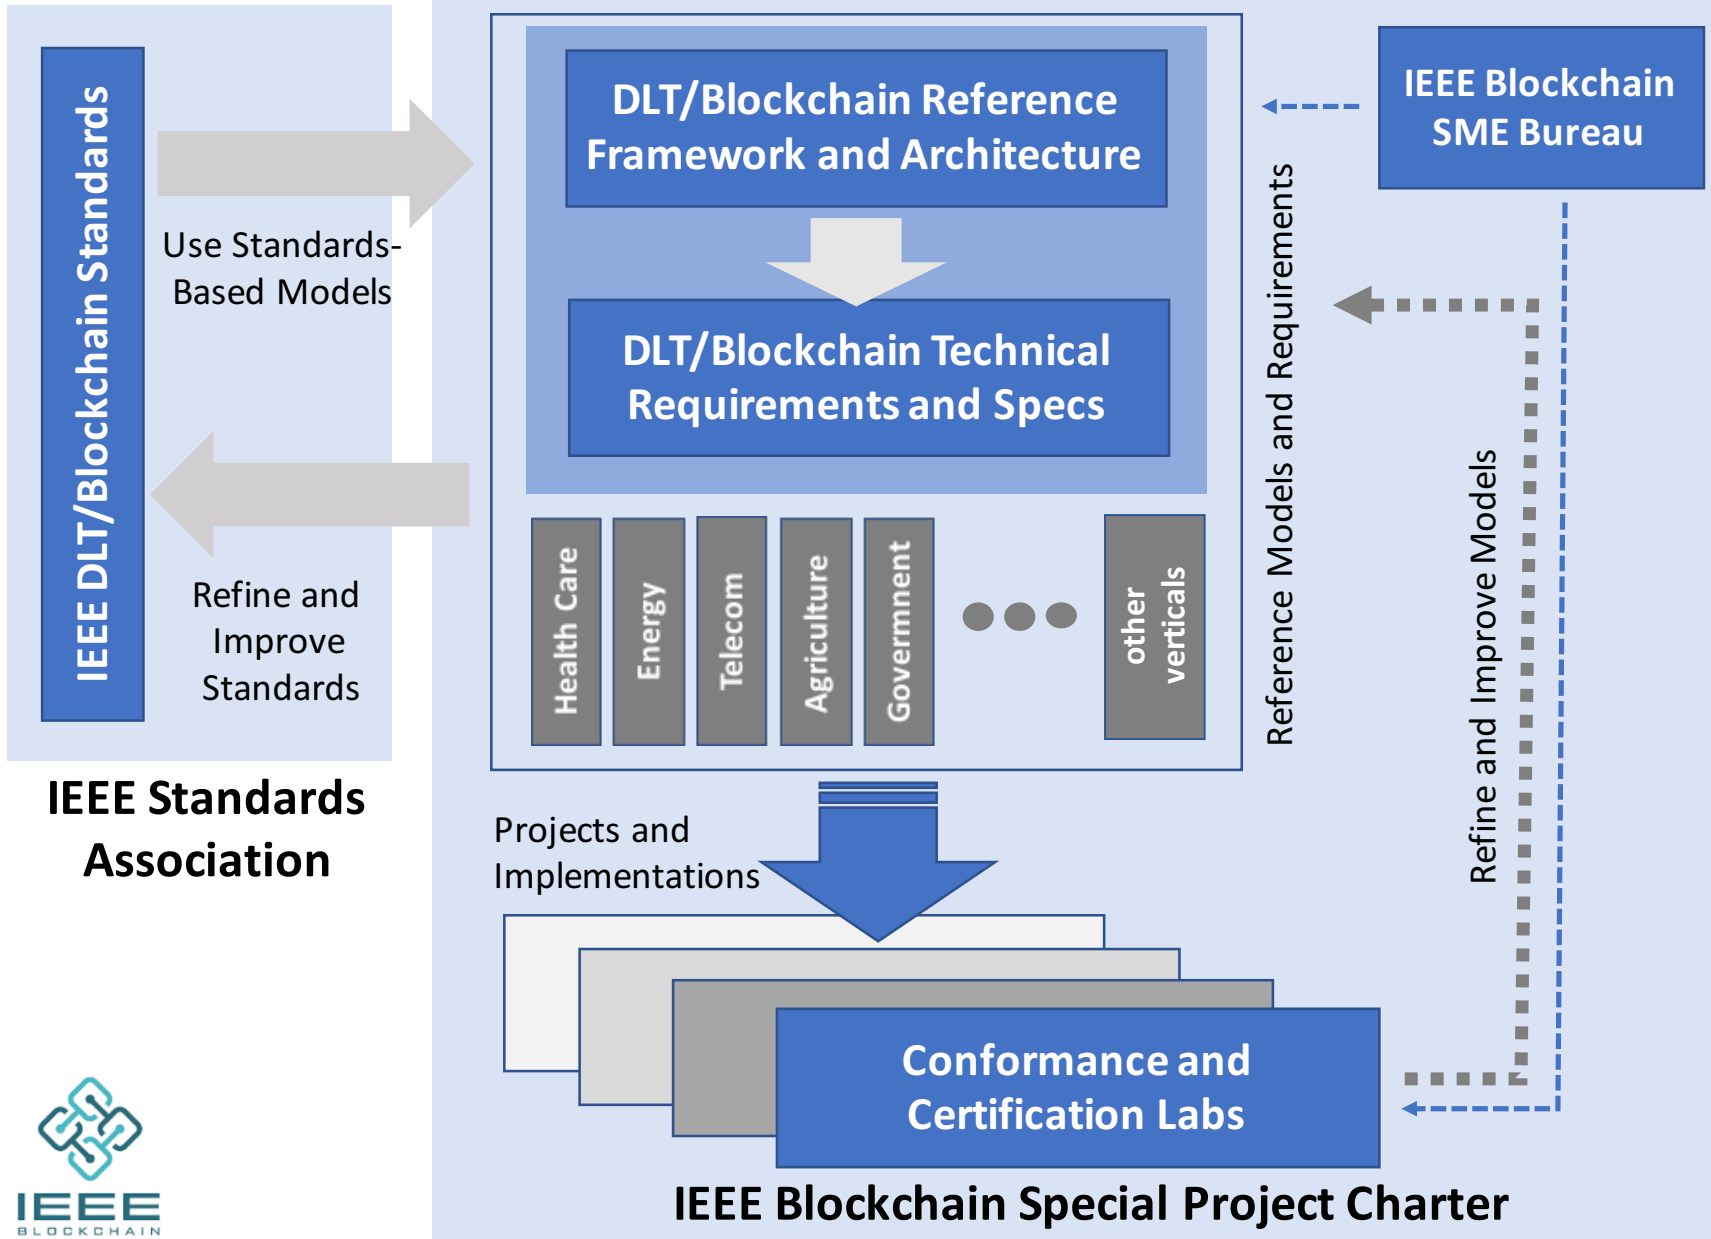 IEEE DLT/Blockchain Standards
Use Standards-
Based Models
Refine and
Improve
Standards
IEEE Standards
Association
DLT/Blockchain Reference
Framework and Architecture
DLT/Blockchain Technical
Requirements and Specs
Health Care
Energy
Telecom
Agriculture
Government
other
verticals
Reference Models and Requirements
IEEE Blockchain
SME Bureau
Refine and Improve Models
Projects and
Implementations
Conformance and
Certification Labs
IEEE Blockchain Special Project Charter
IEEE
BLOCKCHAIN